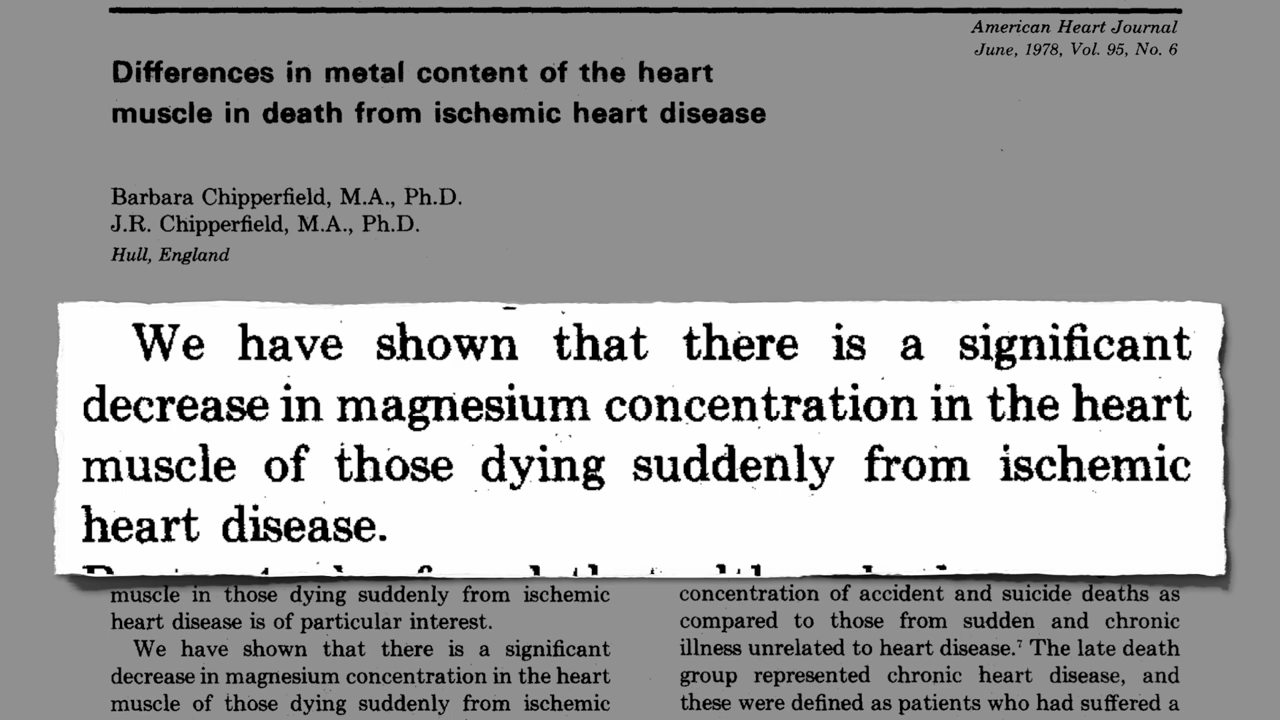 American Heart Journal
June, 1978, Vol. 95, No. 6
Differences in metal content of the heart
muscle in death from ischemic heart disease
Barbara Chipperfield, M.A., Ph.D.
J.R. Chipperfield, M.A., Ph.D.
Hull, England
We have shown that there is a significant
decrease in magnesium concentration in the heart
muscle of those dying suddenly from ischemic
heart disease.
muscle in those dying suddenly from ischemic
heart disease is of particular interest.
We have shown that there is a significant
decrease in magnesium concentration in the heart
muscle of those dying suddenly from ischemic
concentration of accident and suicide deaths as
compared to those from sudden and chronic
illness unrelated to heart disease.⁷ The late death
group represented chronic heart disease, and
these were defined as patients who had suffered a